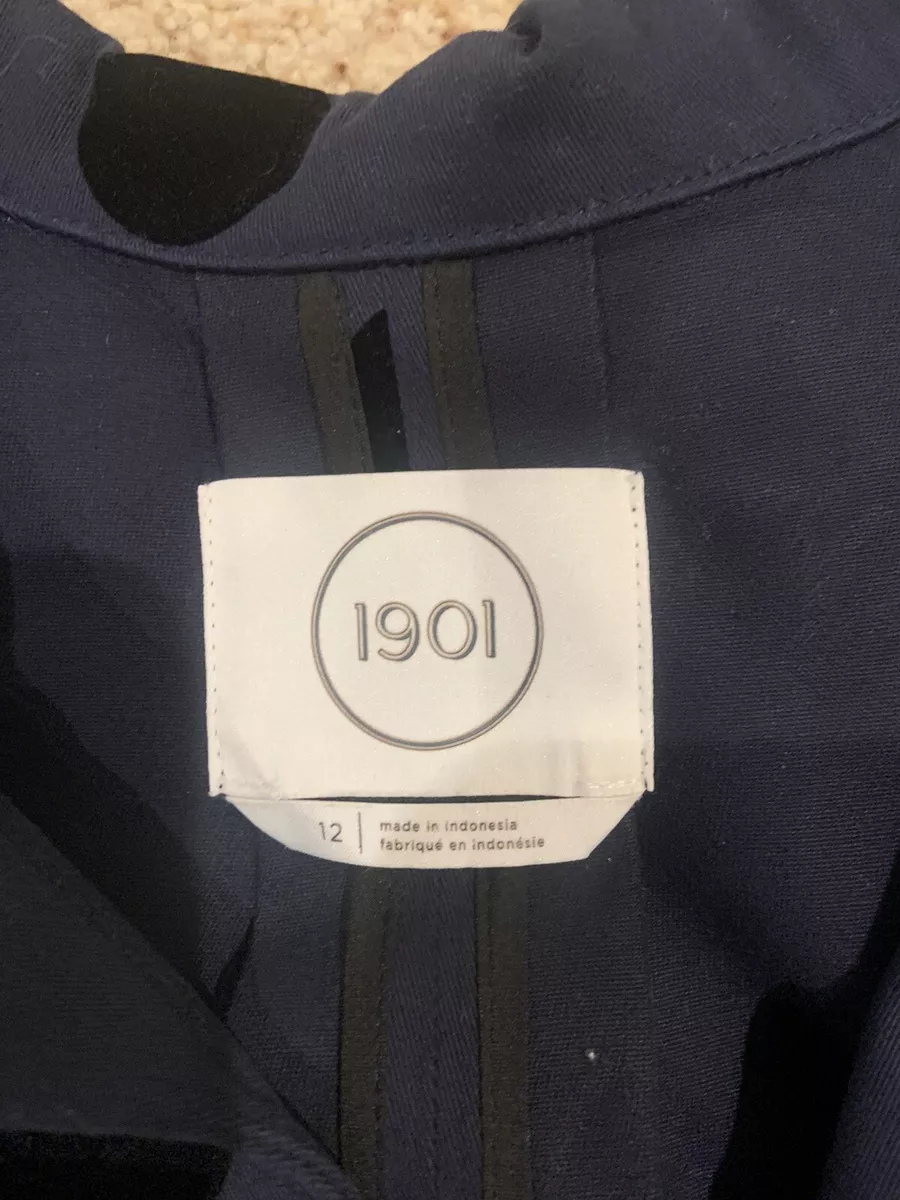 1901
12
made in indonesia
fabriqué en indonésie